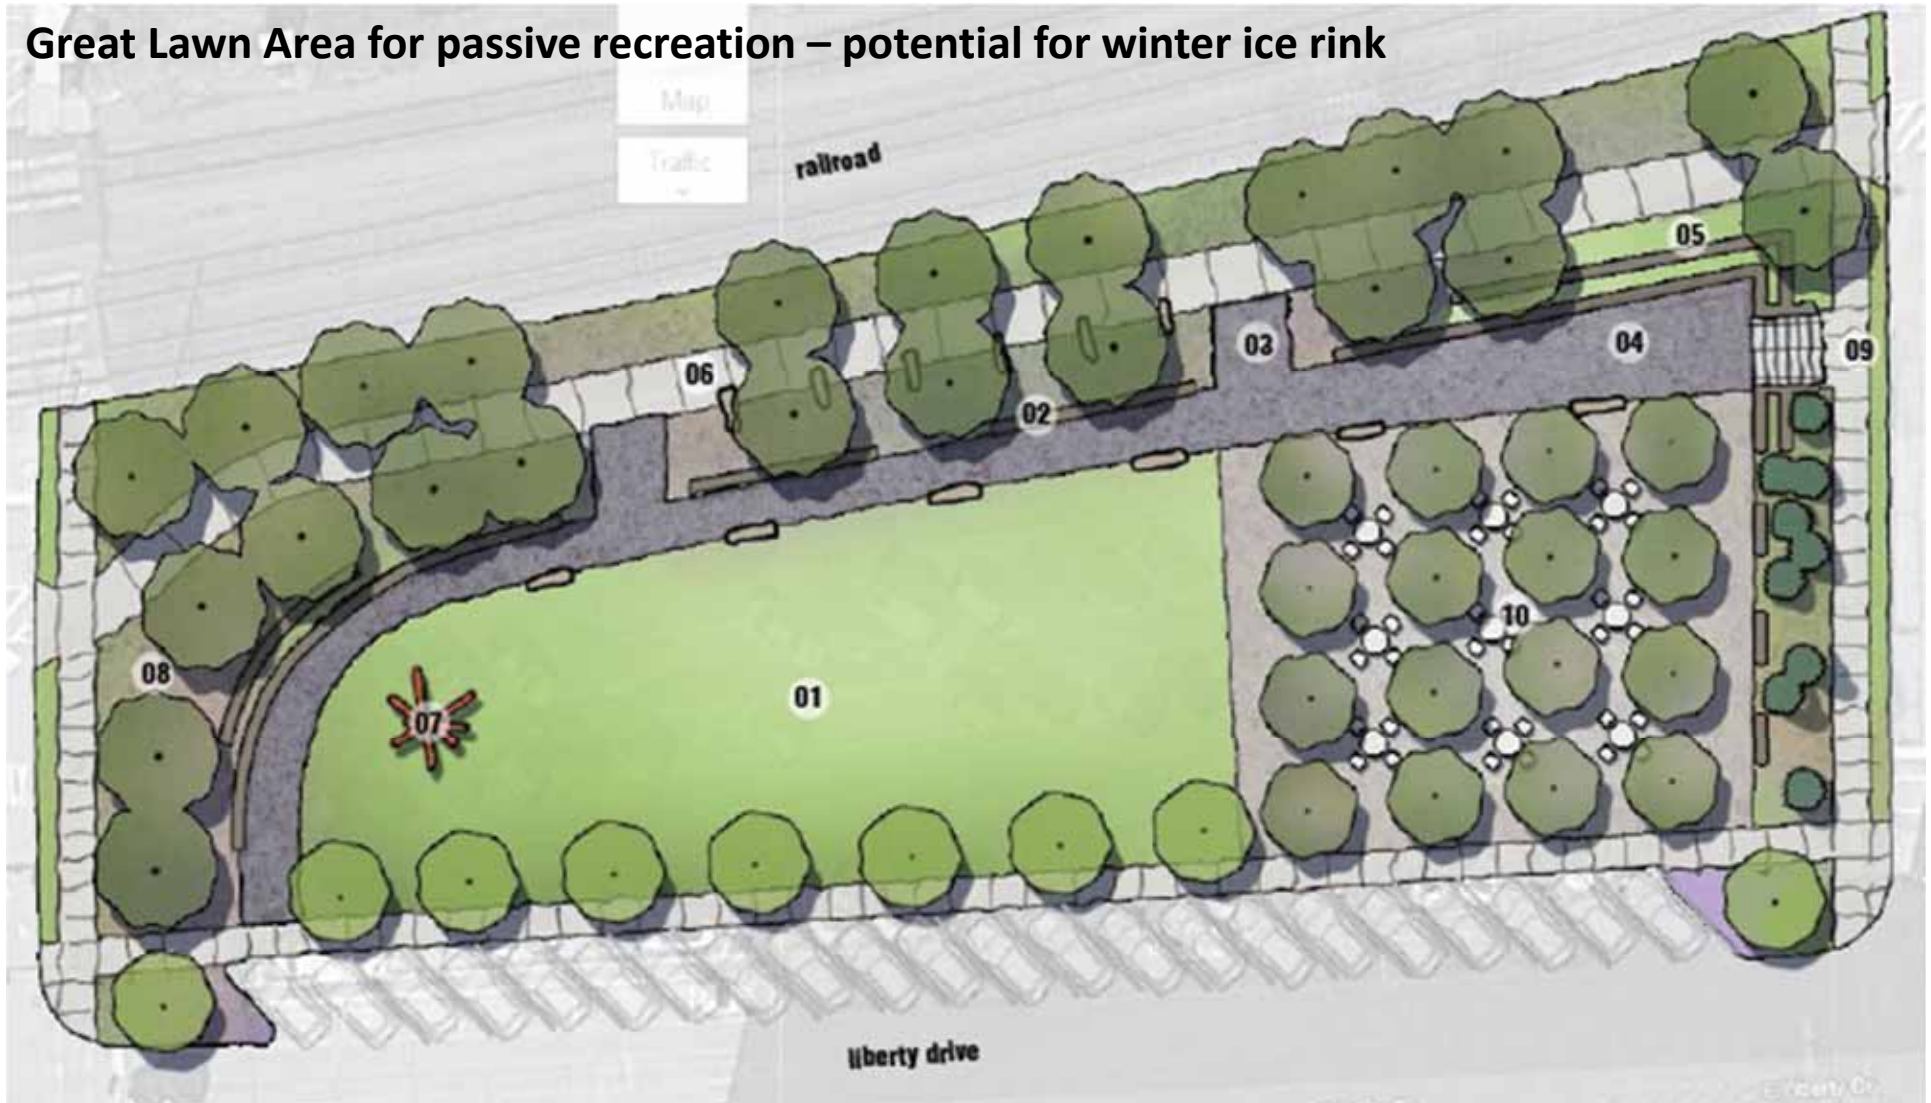 Great Lawn Area for passive recreation – potential for winter ice rink
Map
Traffic
railroad
05
03
04
09
06
02
10
08
01
07
liberty drive